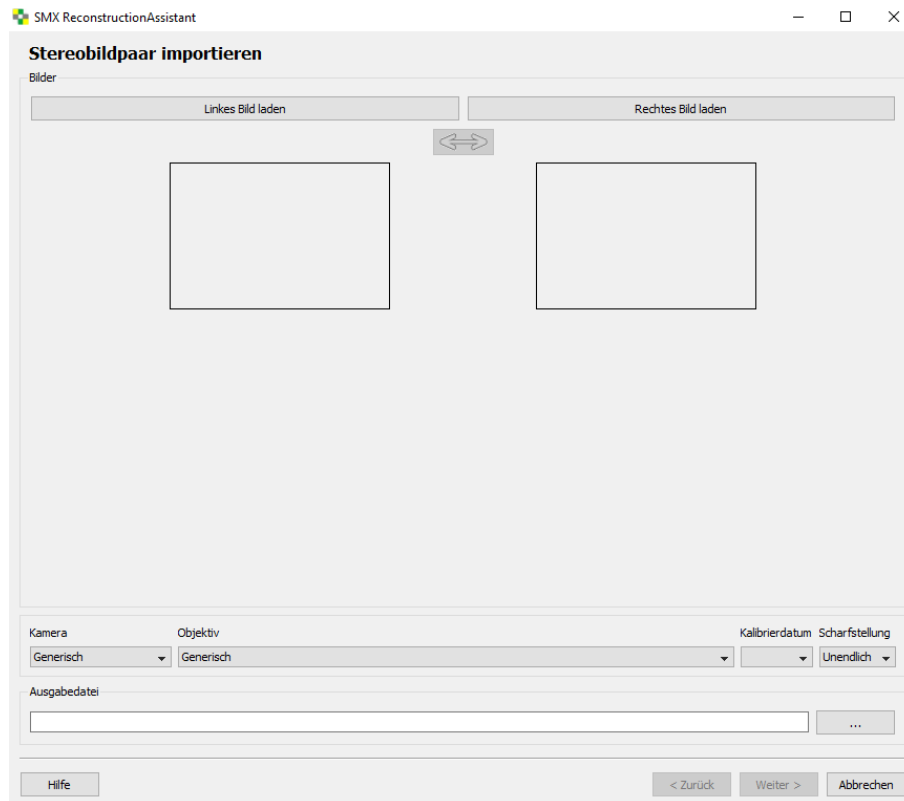 SMX ReconstructionAssistant
Stereobildpaar importieren
Bilder
Linkes Bild laden
Rechtes Bild laden
Kamera
Objektiv
Kalibrierdatum
Scharfstellung
Generisch
Generisch
Unendlich
Ausgabedatei
...
Hilfe
< Zurück
Weiter >
Abbrechen